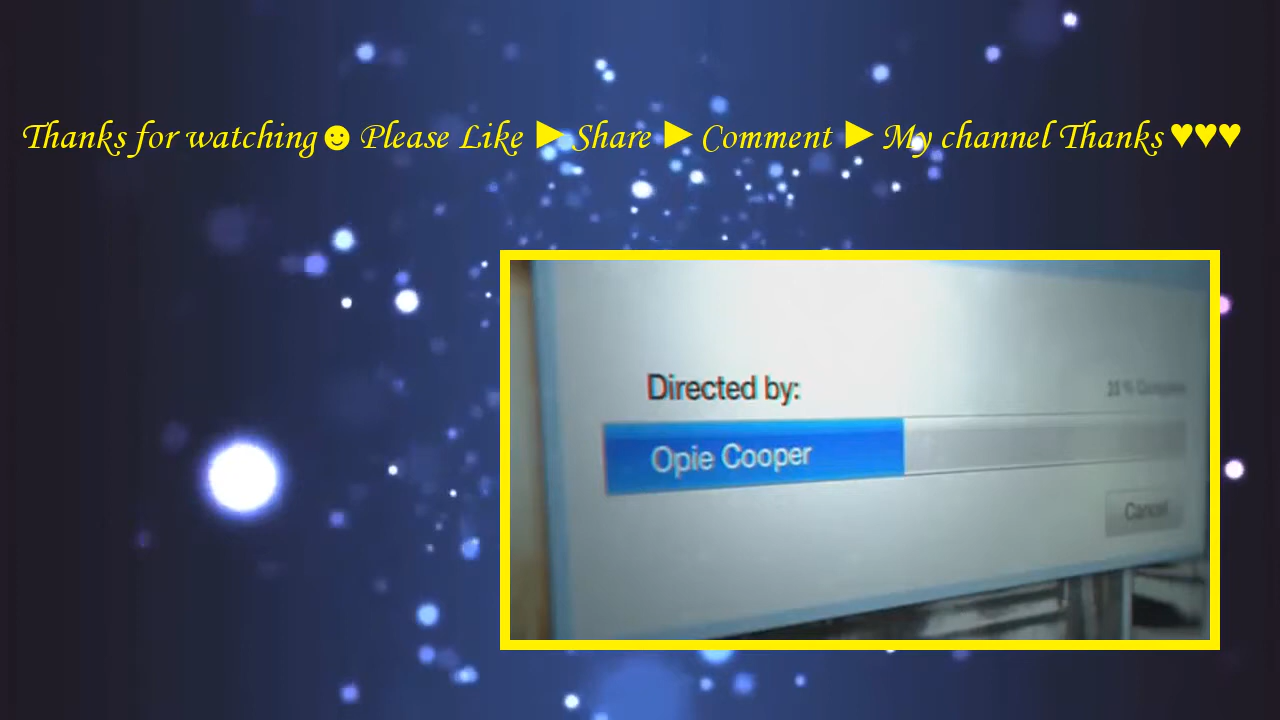 Thanks for watching☻Please Like ► Share ► Comment ► My channel Thanks ♥♥♥
Directed by:
Opie Cooper
Cancel